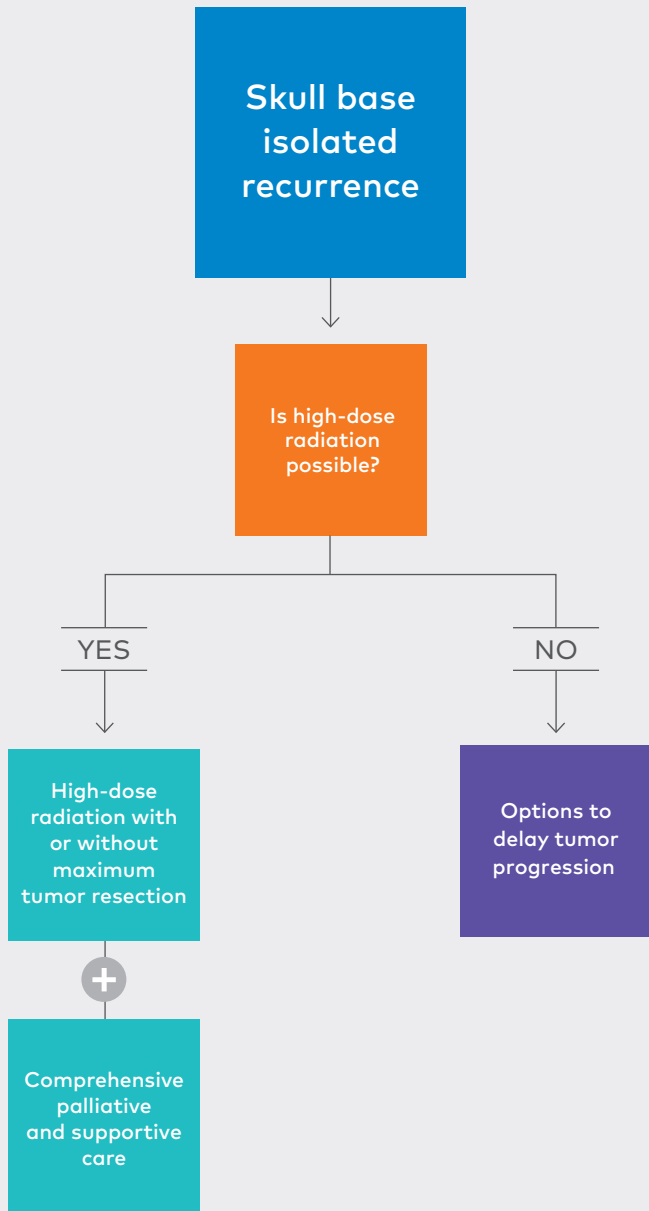 Skull base
isolated
recurrence
Is high-dose
radiation
possible?
YES
NO
High-dose
radiation with
or without
maximum
tumor resection
Options to
delay tumor
progression
+
Comprehensive
palliative
and supportive
care